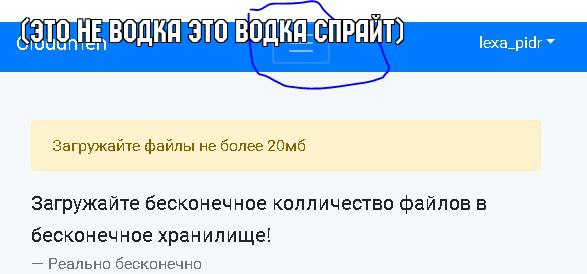 (ЭТО НЕ ВОДКА ЭТО ВОДКА СПРАЙТ)
lexa_pidr
Загружайте файлы не более 20мб
Загружайте бесконечное колличество файлов в
бесконечное хранилище!
— Реально бесконечно